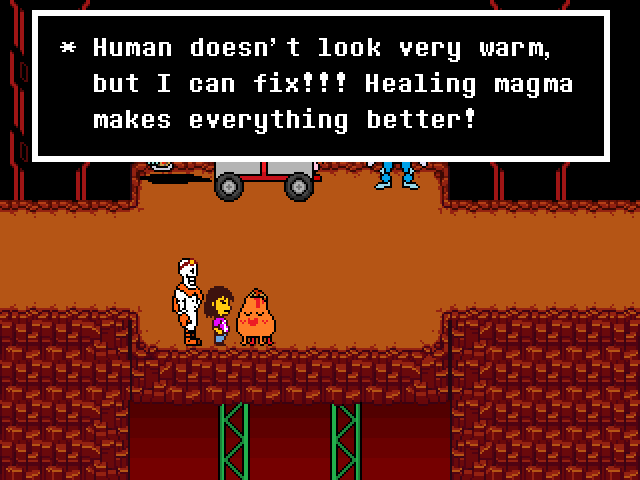 * Human doesn't look very warm,
but I can fix!!! Healing magma
makes everything better!